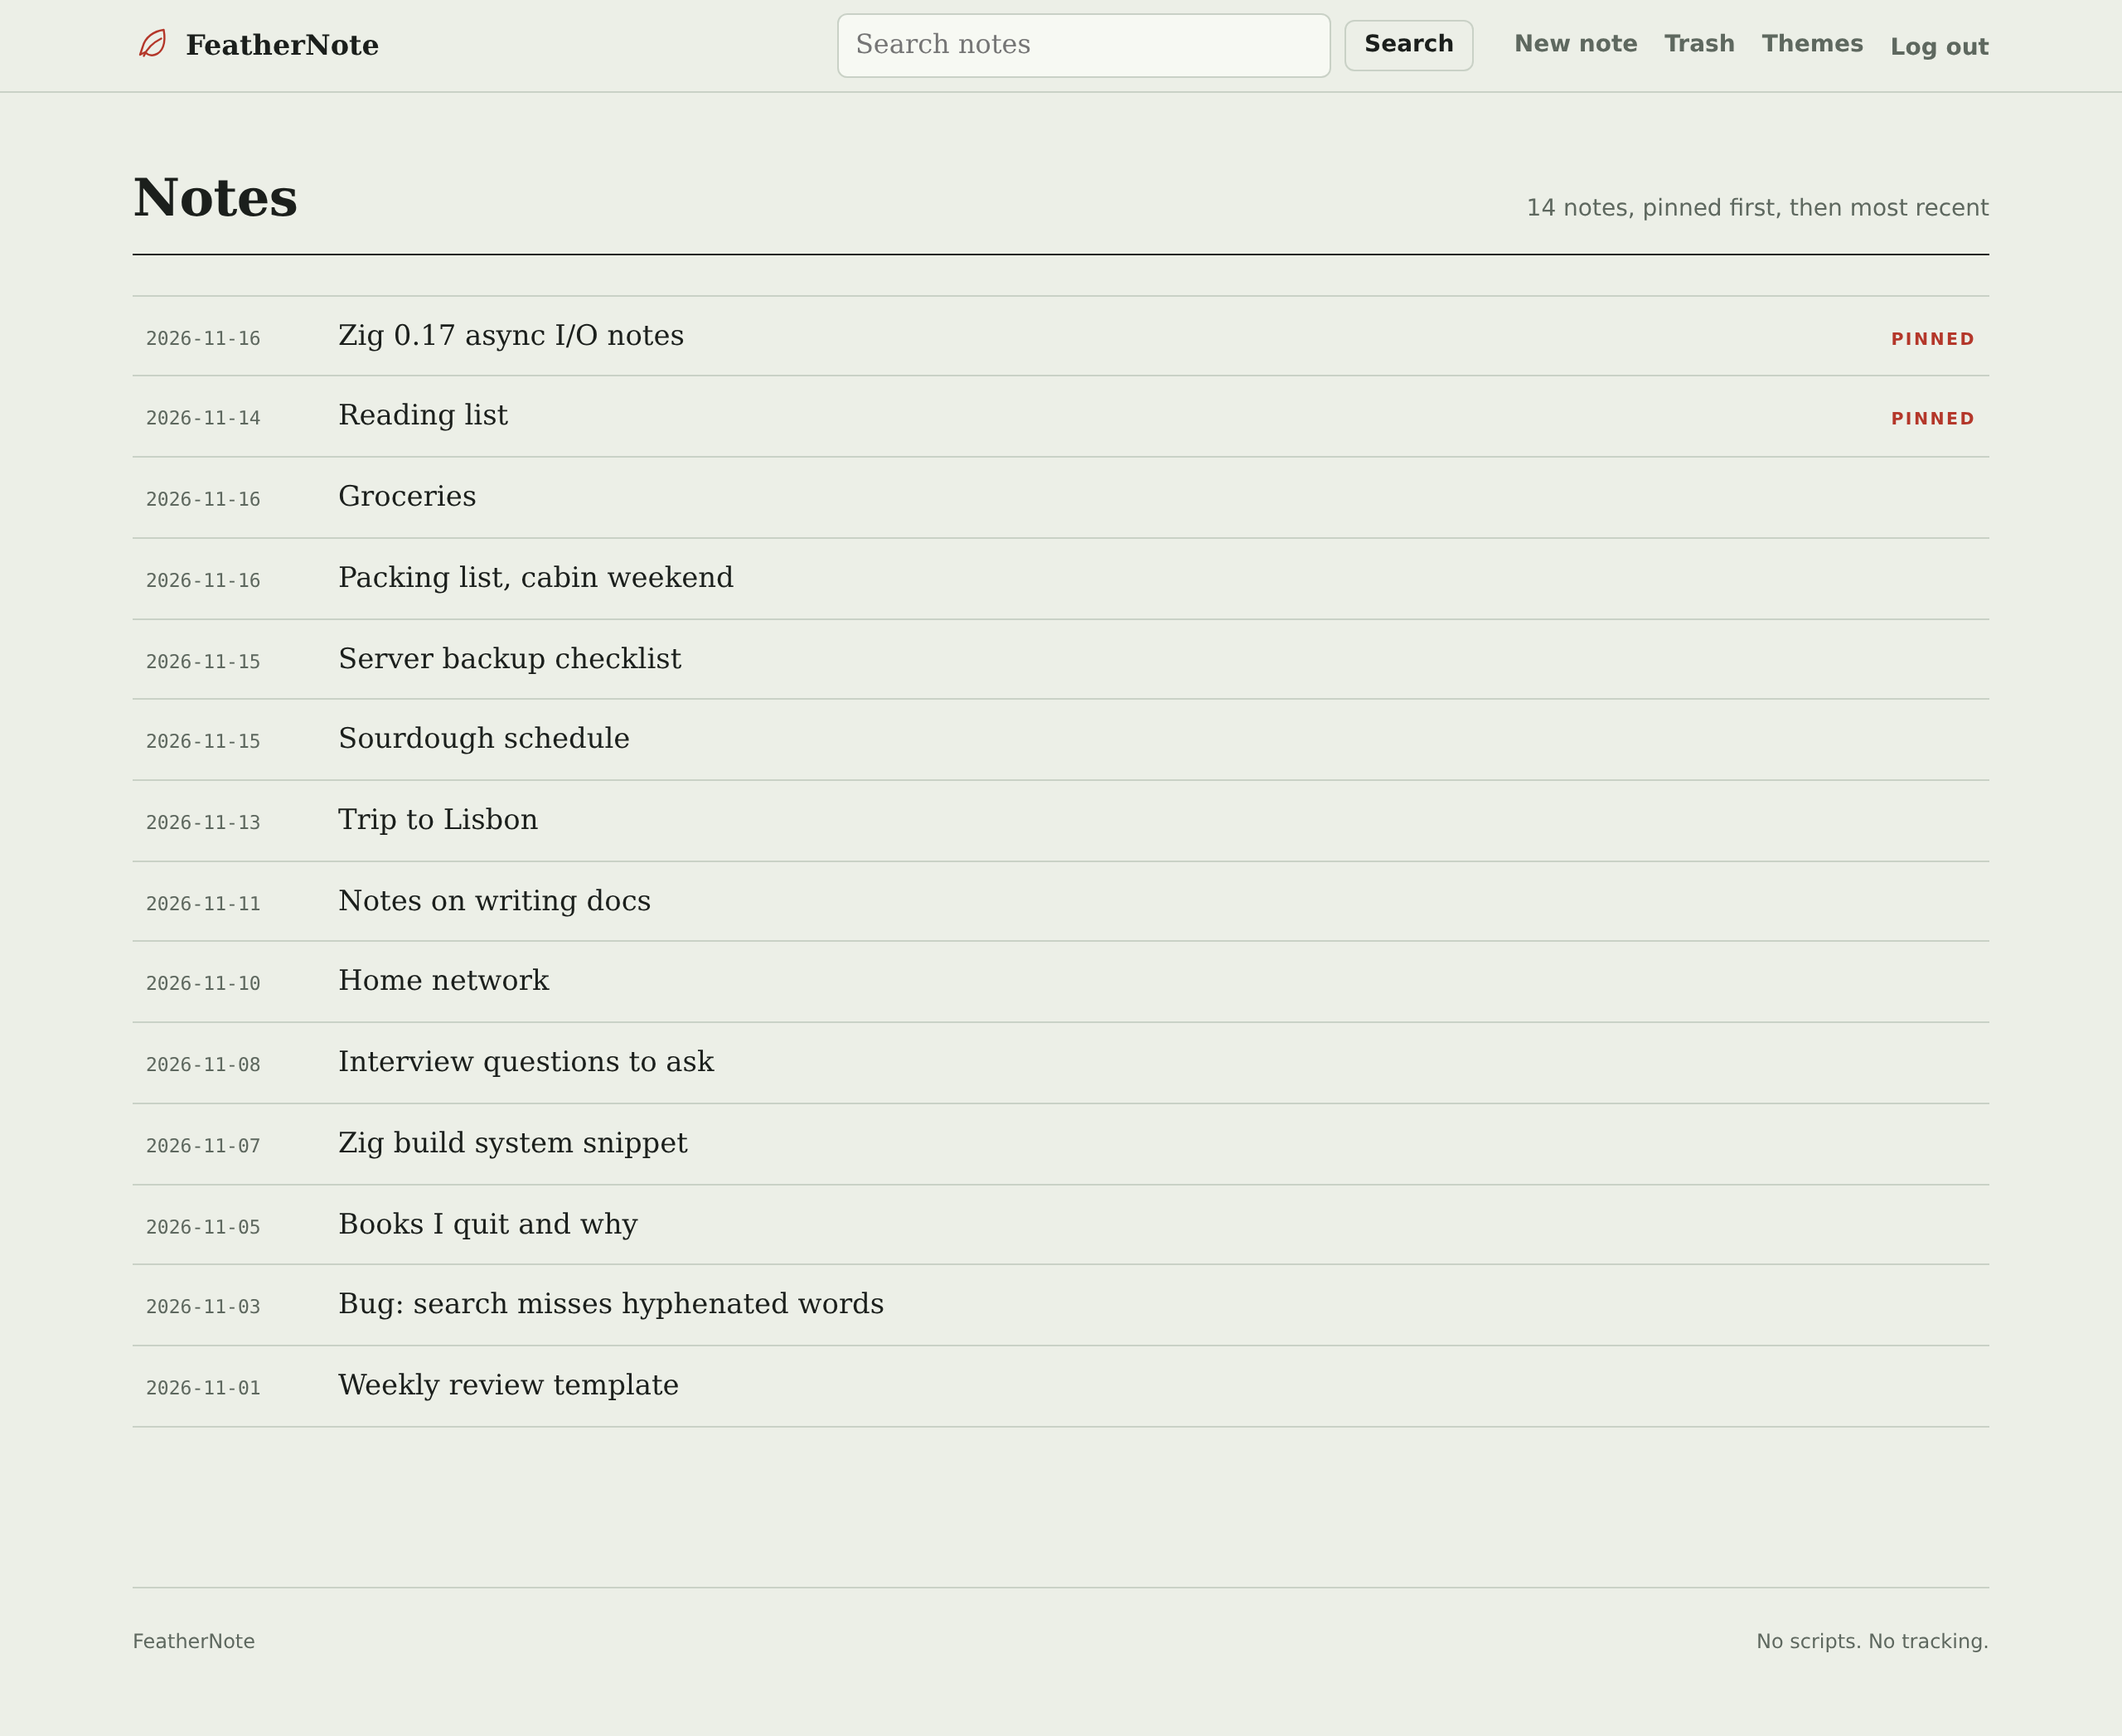 FeatherNote
Search notes
Search
New note
Trash
Themes
Log out
Notes
14 notes, pinned first, then most recent
2026-11-16 Zig 0.17 async I/O notes PINNED
2026-11-14 Reading list PINNED
2026-11-16 Groceries
2026-11-16 Packing list, cabin weekend
2026-11-15 Server backup checklist
2026-11-15 Sourdough schedule
2026-11-13 Trip to Lisbon
2026-11-11 Notes on writing docs
2026-11-10 Home network
2026-11-08 Interview questions to ask
2026-11-07 Zig build system snippet
2026-11-05 Books I quit and why
2026-11-03 Bug: search misses hyphenated words
2026-11-01 Weekly review template
FeatherNote
No scripts. No tracking.